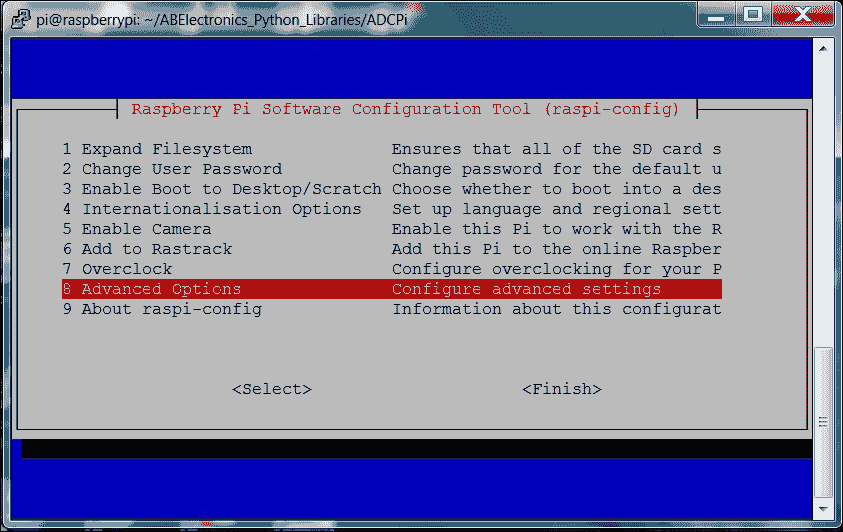 pi@raspberrypi: ~/ABElectronics_Python_Libraries/ADCPi
Raspberry Pi Software Configuration Tool (raspi-config)
1 Expand Filesystem Ensures that all of the SD card s
2 Change User Password Change password for the default u
3 Enable Boot to Desktop/Scratch Choose whether to boot into a des
4 Internationalisation Options Set up language and regional sett
5 Enable Camera Enable this Pi to work with the R
6 Add to Rastrack Add this Pi to the online Raspber
7 Overclock Configure overclocking for your P
8 Advanced Options Configure advanced settings
9 About raspi-config Information about this configurat
<Select> <Finish>